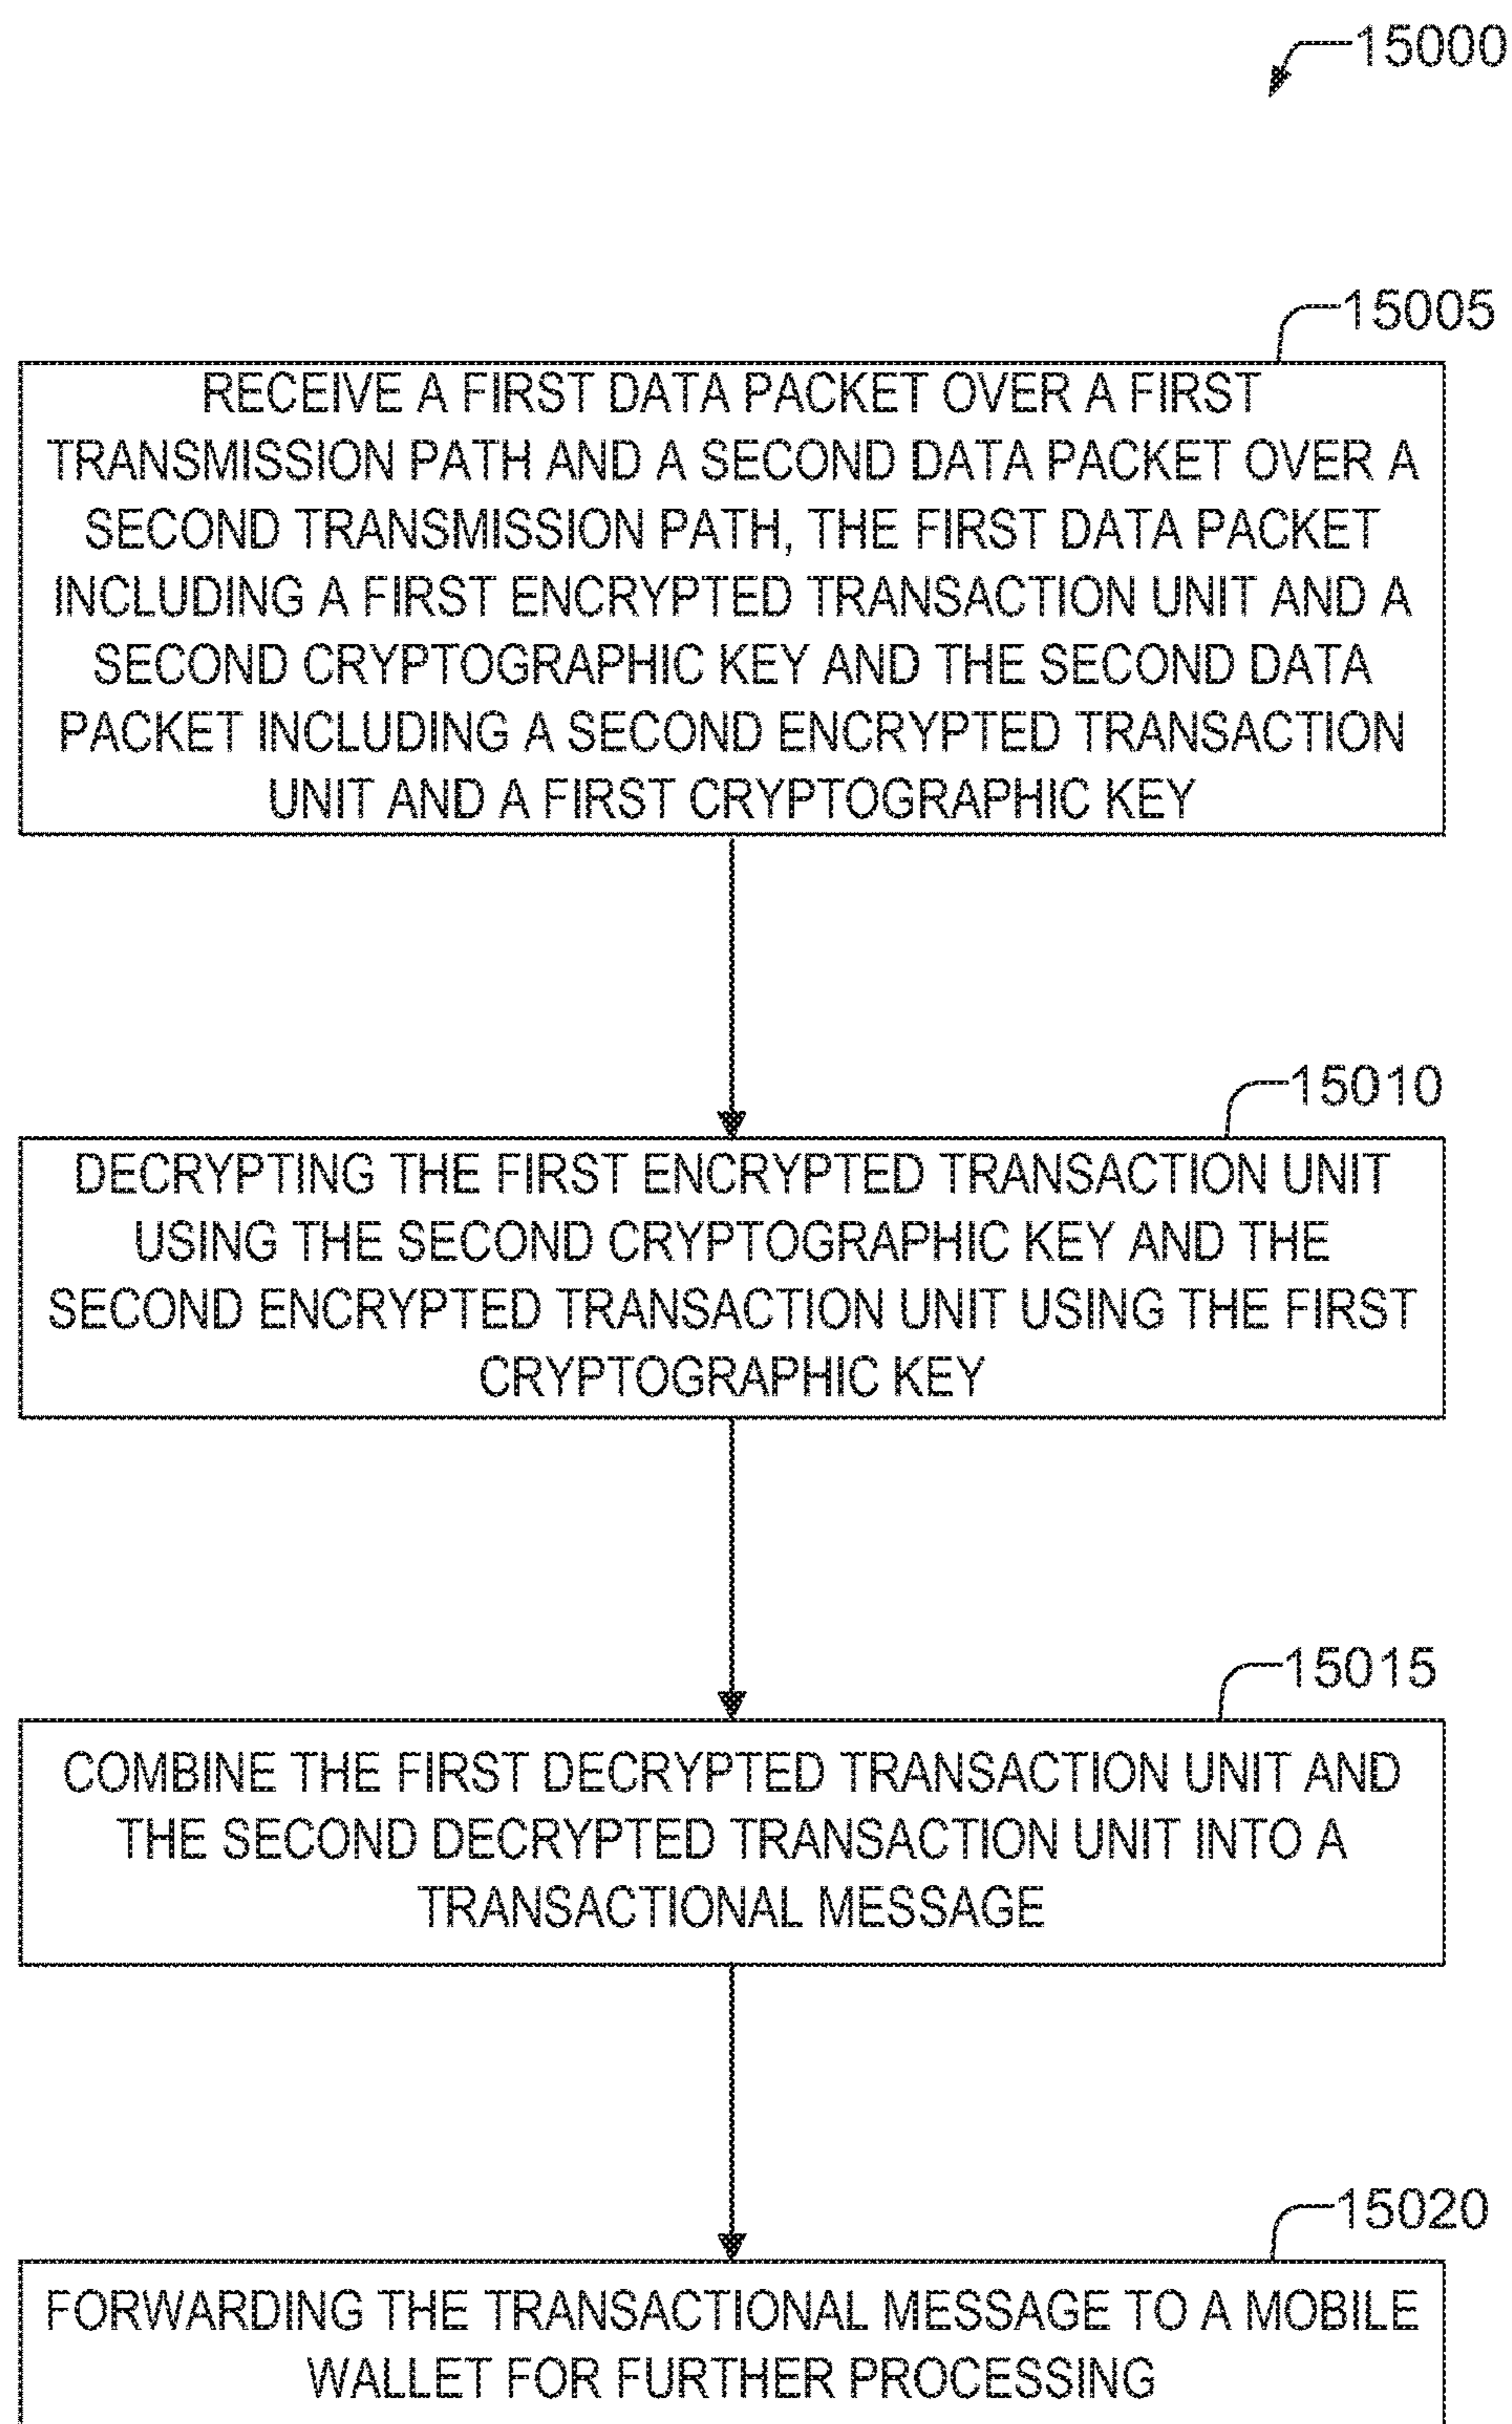 15000
15005
RECEIVE A FIRST DATA PACKET OVER A FIRST
TRANSMISSION PATH AND A SECOND DATA PACKET OVER A
SECOND TRANSMISSION PATH, THE FIRST DATA PACKET
INCLUDING A FIRST ENCRYPTED TRANSACTION UNIT AND A
SECOND CRYPTOGRAPHIC KEY AND THE SECOND DATA
PACKET INCLUDING A SECOND ENCRYPTED TRANSACTION
UNIT AND A FIRST CRYPTOGRAPHIC KEY
15010
DECRYPTING THE FIRST ENCRYPTED TRANSACTION UNIT
USING THE SECOND CRYPTOGRAPHIC KEY AND THE
SECOND ENCRYPTED TRANSACTION UNIT USING THE FIRST
CRYPTOGRAPHIC KEY
15015
COMBINE THE FIRST DECRYPTED TRANSACTION UNIT AND
THE SECOND DECRYPTED TRANSACTION UNIT INTO A
TRANSACTIONAL MESSAGE
15020
FORWARDING THE TRANSACTIONAL MESSAGE TO A MOBILE
WALLET FOR FURTHER PROCESSING